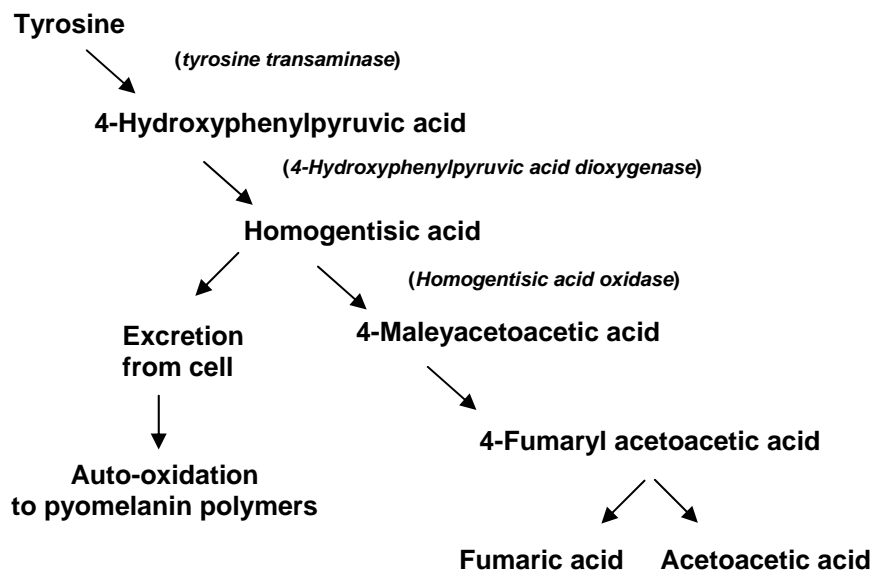 Tyrosine
(tyrosine transaminase)
4-Hydroxyphenylpyruvic acid
(4-Hydroxyphenylpyruvic acid dioxygenase)
Homogentisic acid
(Homogentisic acid oxidase)
Excretion
from cell
4-Maleyacetoacetic acid
4-Fumaryl acetoacetic acid
Auto-oxidation
to pyomelanin polymers
Fumaric acid
Acetoacetic acid